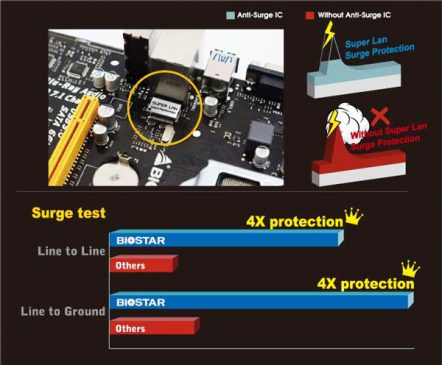 Anti-Surge IC
Without Anti-Surge IC
Super Lan
Surge Protection
SUPER LAN
Without Super Lan
Surge Protection
BIOSTAR
Surge test
4X protection
Line to Line
BIOSTAR
Others
4X protection
Line to Ground
BIOSTAR
Others